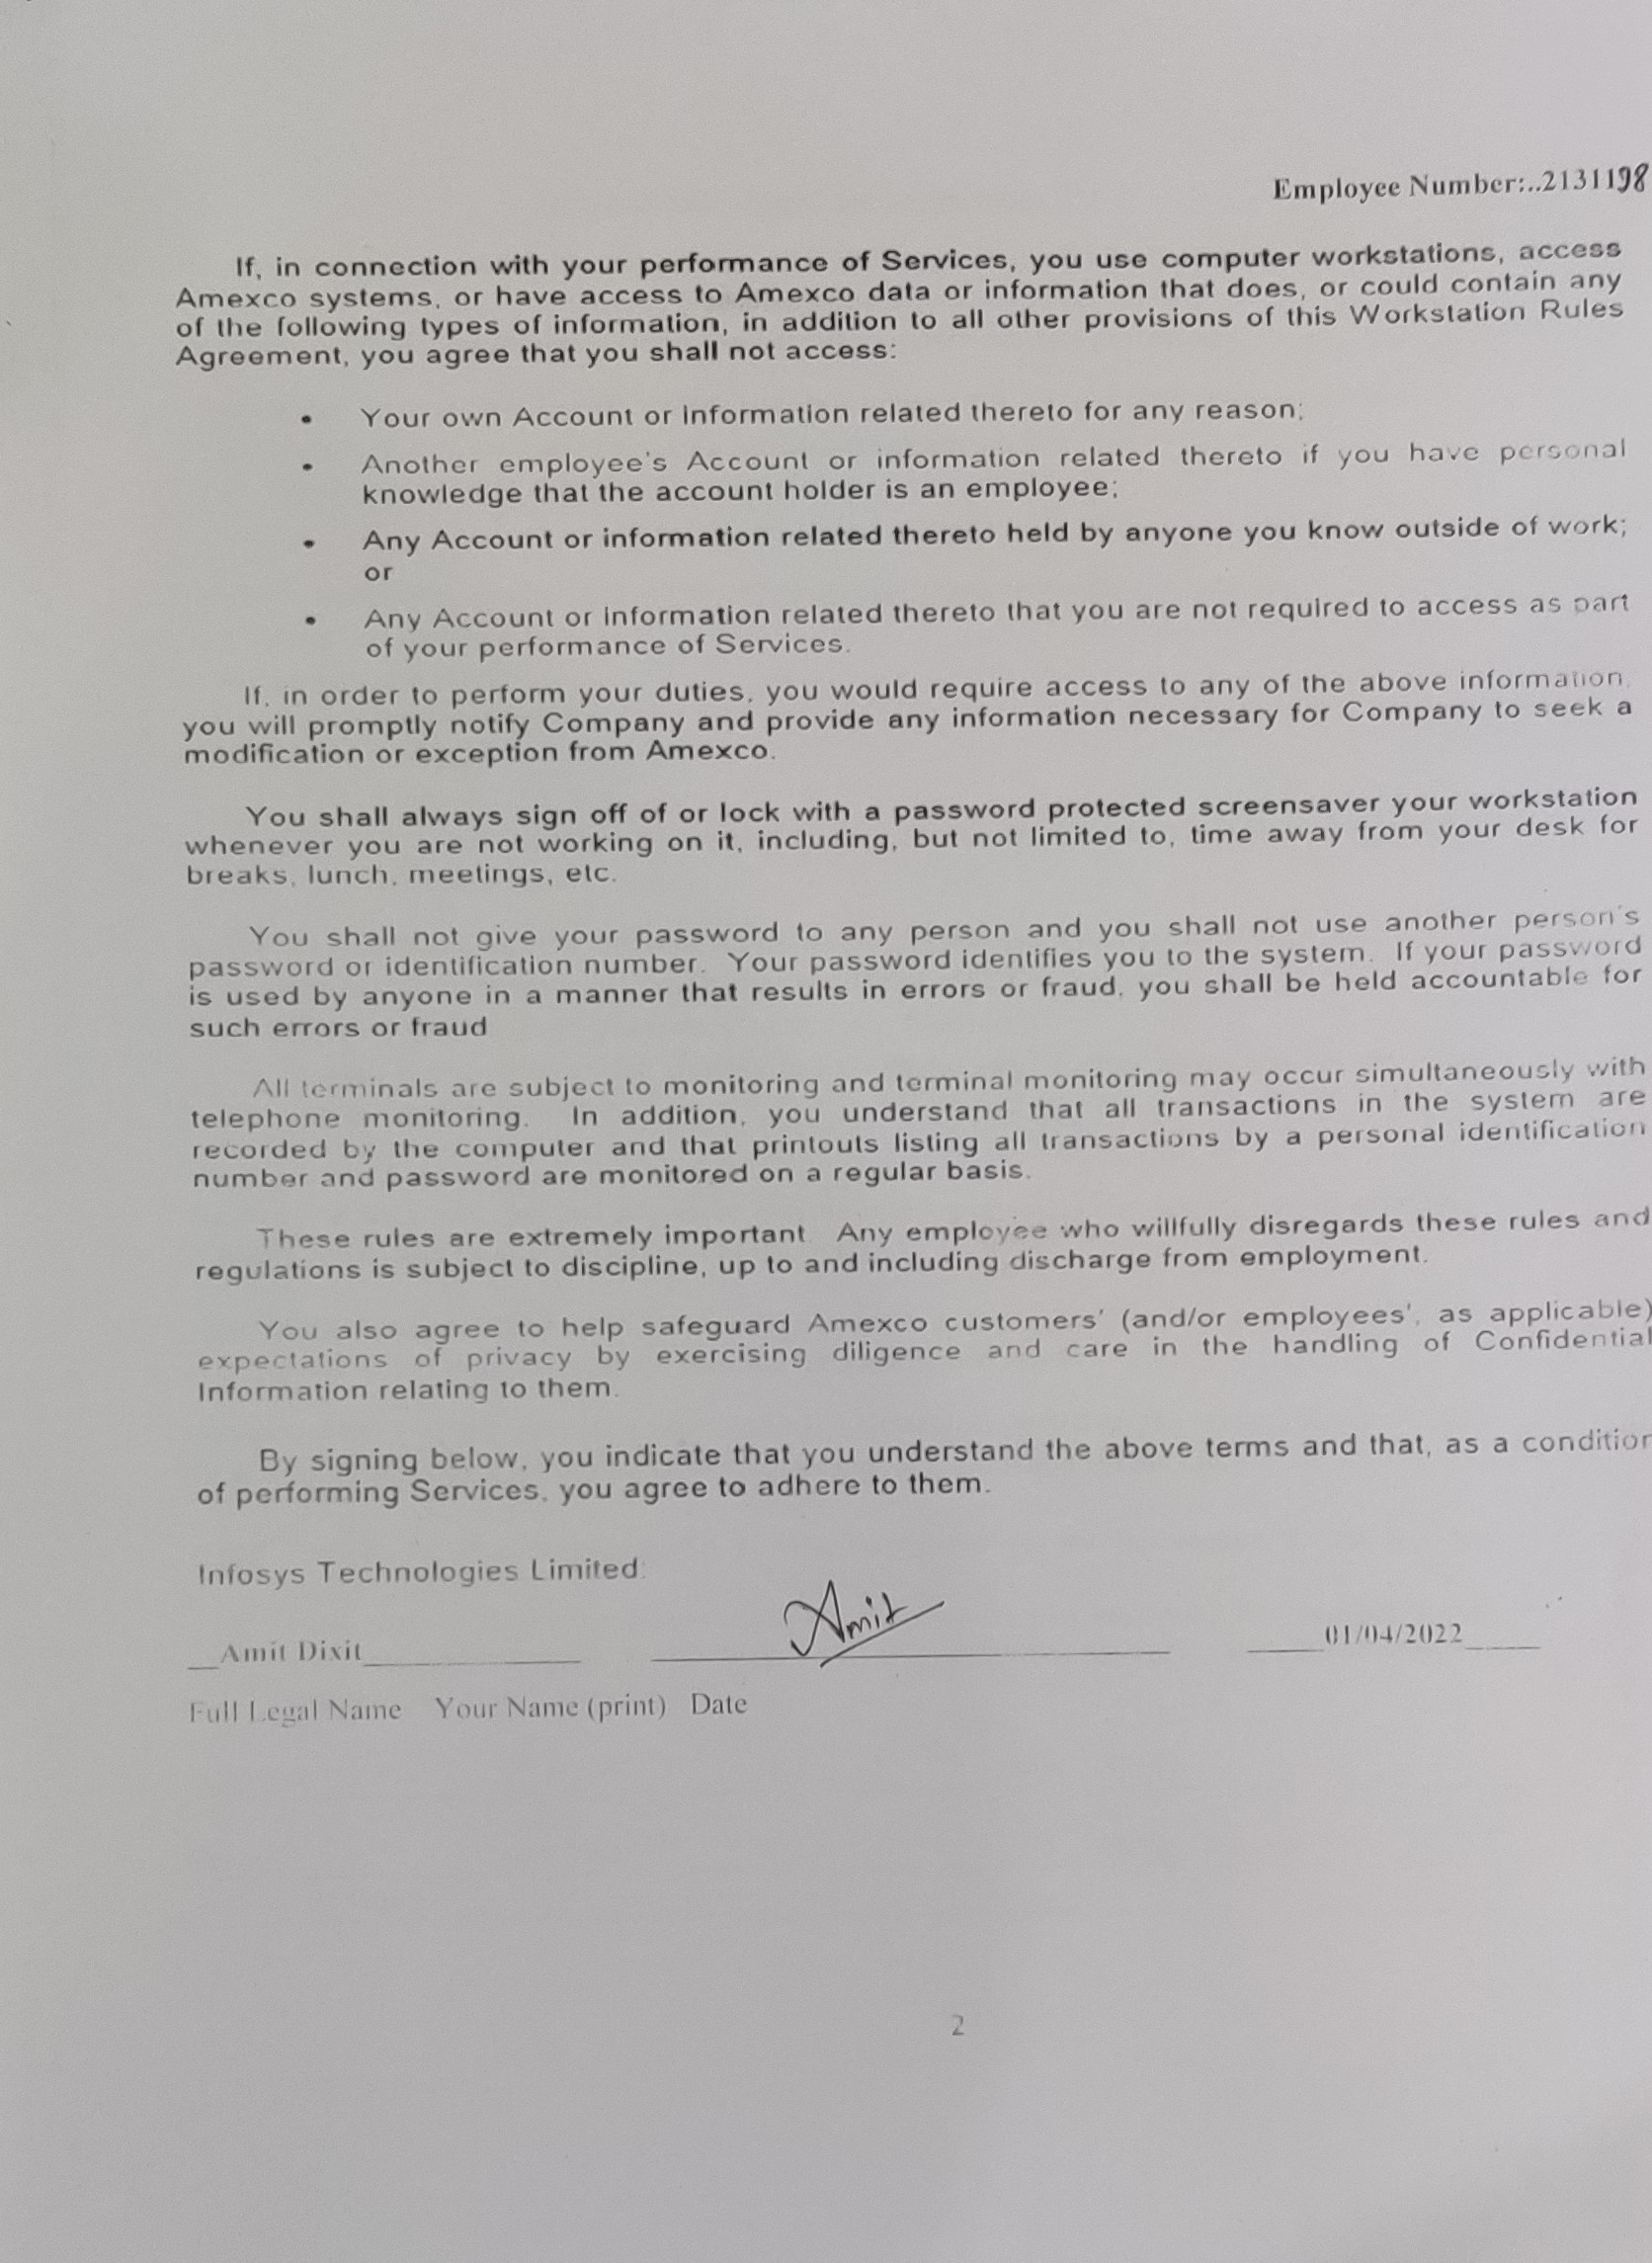 Employee Number:..2131198
If, in connection with your performance of Services, you use computer workstations, access
Amexco systems, or have access to Amexco data or information that does, or could contain any
of the following types of information, in addition to all other provisions of this Workstation Rules
Agreement, you agree that you shall not access:
• Your own Account or information related thereto for any reason;
• Another employee's Account or information related thereto if you have personal
knowledge that the account holder is an employee;
• Any Account or information related thereto held by anyone you know outside of work;
or
• Any Account or information related thereto that you are not required to access as part
of your performance of Services.
If, in order to perform your duties, you would require access to any of the above information,
you will promptly notify Company and provide any information necessary for Company to seek a
modification or exception from Amexco.
You shall always sign off of or lock with a password protected screensaver your workstation
whenever you are not working on it, including, but not limited to, time away from your desk for
breaks, lunch, meetings, etc.
You shall not give your password to any person and you shall not use another person's
password or identification number. Your password identifies you to the system. If your password
is used by anyone in a manner that results in errors or fraud, you shall be held accountable for
such errors or fraud
All terminals are subject to monitoring and terminal monitoring may occur simultaneously with
telephone monitoring. In addition, you understand that all transactions in the system are
recorded by the computer and that printouts listing all transactions by a personal identification
number and password are monitored on a regular basis.
These rules are extremely important. Any employee who willfully disregards these rules and
regulations is subject to discipline, up to and including discharge from employment.
You also agree to help safeguard Amexco customers' (and/or employees', as applicable)
expectations of privacy by exercising diligence and care in the handling of Confidential
Information relating to them.
By signing below, you indicate that you understand the above terms and that, as a condition
of performing Services, you agree to adhere to them.
Infosys Technologies Limited:
__Amit Dixit______________ Amit _____01/04/2022_____
Full Legal Name Your Name (print) Date
2